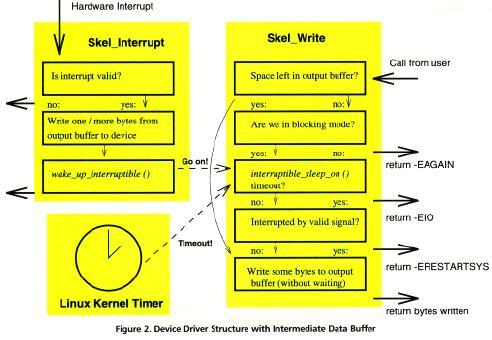 Hardware Interrupt
Skel_Interrupt
Is interrupt valid?
no: yes:
Write one / more bytes from
output buffer to device
wake_up_interruptible ()
Go on!
Timeout!
Linux Kernel Timer
Skel_Write
Call from user
Space left in output buffer?
yes: no:
Are we in blocking mode?
yes: no:
return -EAGAIN
interruptible_sleep_on ()
timeout?
no: yes:
return -EIO
Interrupted by valid signal?
no: yes:
return -ERESTARTSYS
Write some bytes to output
buffer (without waiting)
return bytes written
Figure 2. Device Driver Structure with Intermediate Data Buffer